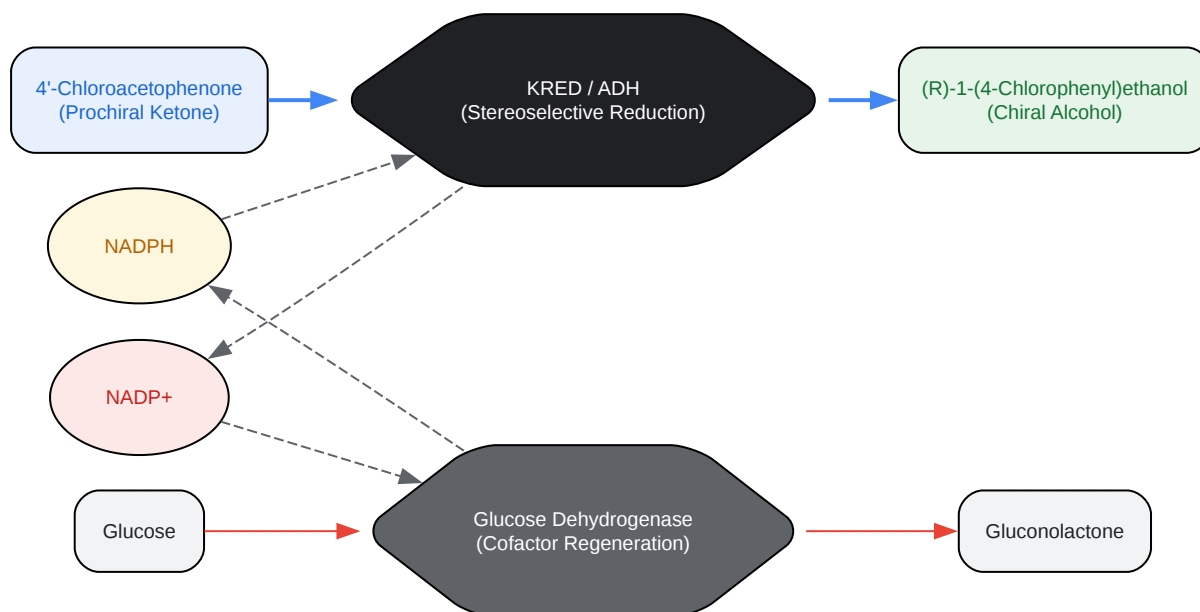 4'-Chloroacetophenone
(Prochiral Ketone)
KRED / ADH
(Stereoselective Reduction)
(R)-1-(4-Chlorophenyl)ethanol
(Chiral Alcohol)
NADPH
NADP+
Glucose
Glucose Dehydrogenase
(Cofactor Regeneration)
Gluconolactone